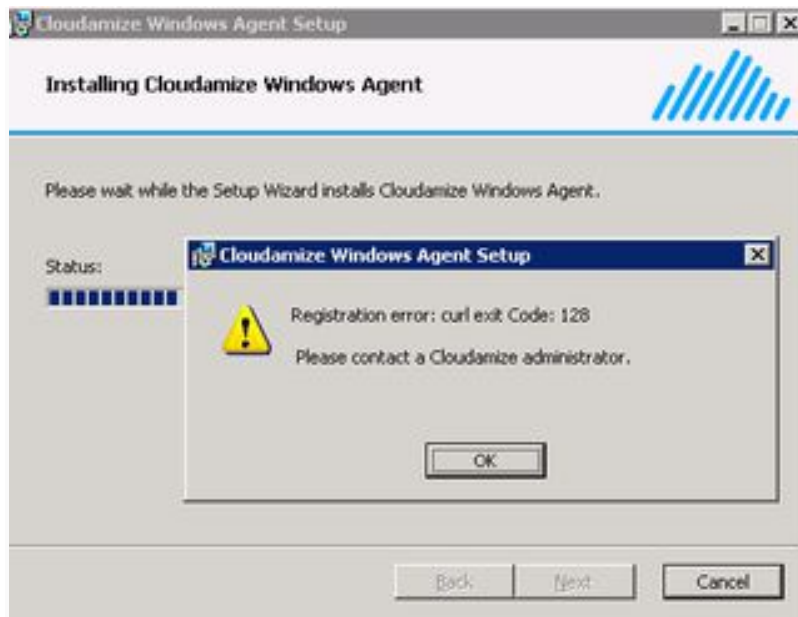 Cloudamize Windows Agent Setup
Installing Cloudamize Windows Agent
Please wait while the Setup Wizard installs Cloudamize Windows Agent.
Status:
Cloudamize Windows Agent Setup
Registration error: curl exit Code: 128
Please contact a Cloudamize administrator.
OK
Back Next Cancel